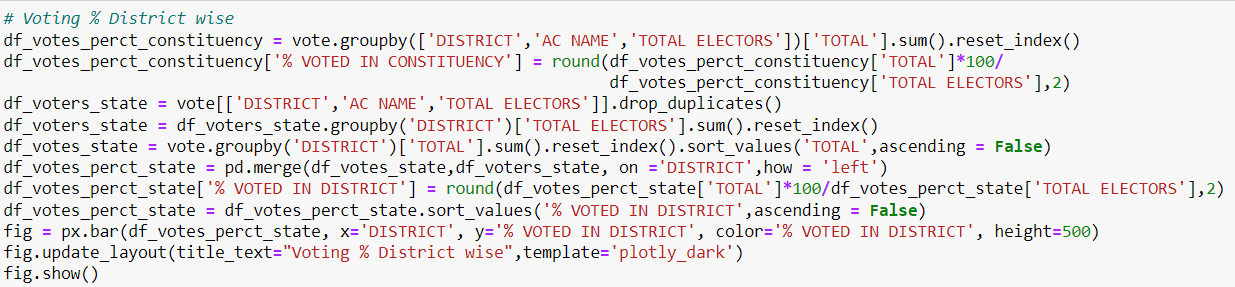 # Voting % District wise
df_votes_perct_constituency = vote.groupby(['DISTRICT','AC NAME','TOTAL ELECTORS'])['TOTAL'].sum().reset_index()
df_votes_perct_constituency['% VOTED IN CONSTITUENCY'] = round(df_votes_perct_constituency['TOTAL']*100/
df_votes_perct_constituency['TOTAL ELECTORS'],2)
df_voters_state = vote[['DISTRICT','AC NAME','TOTAL ELECTORS']].drop_duplicates()
df_voters_state = df_voters_state.groupby('DISTRICT')['TOTAL ELECTORS'].sum().reset_index()
df_votes_state = vote.groupby('DISTRICT')['TOTAL'].sum().reset_index().sort_values('TOTAL',ascending = False)
df_votes_perct_state = pd.merge(df_votes_state,df_voters_state, on ='DISTRICT',how = 'left')
df_votes_perct_state['% VOTED IN DISTRICT'] = round(df_votes_perct_state['TOTAL']*100/df_votes_perct_state['TOTAL ELECTORS'],2)
df_votes_perct_state = df_votes_perct_state.sort_values('% VOTED IN DISTRICT',ascending = False)
fig = px.bar(df_votes_perct_state, x='DISTRICT', y='% VOTED IN DISTRICT', color='% VOTED IN DISTRICT', height=500)
fig.update_layout(title_text="Voting % District wise",template='plotly_dark')
fig.show()